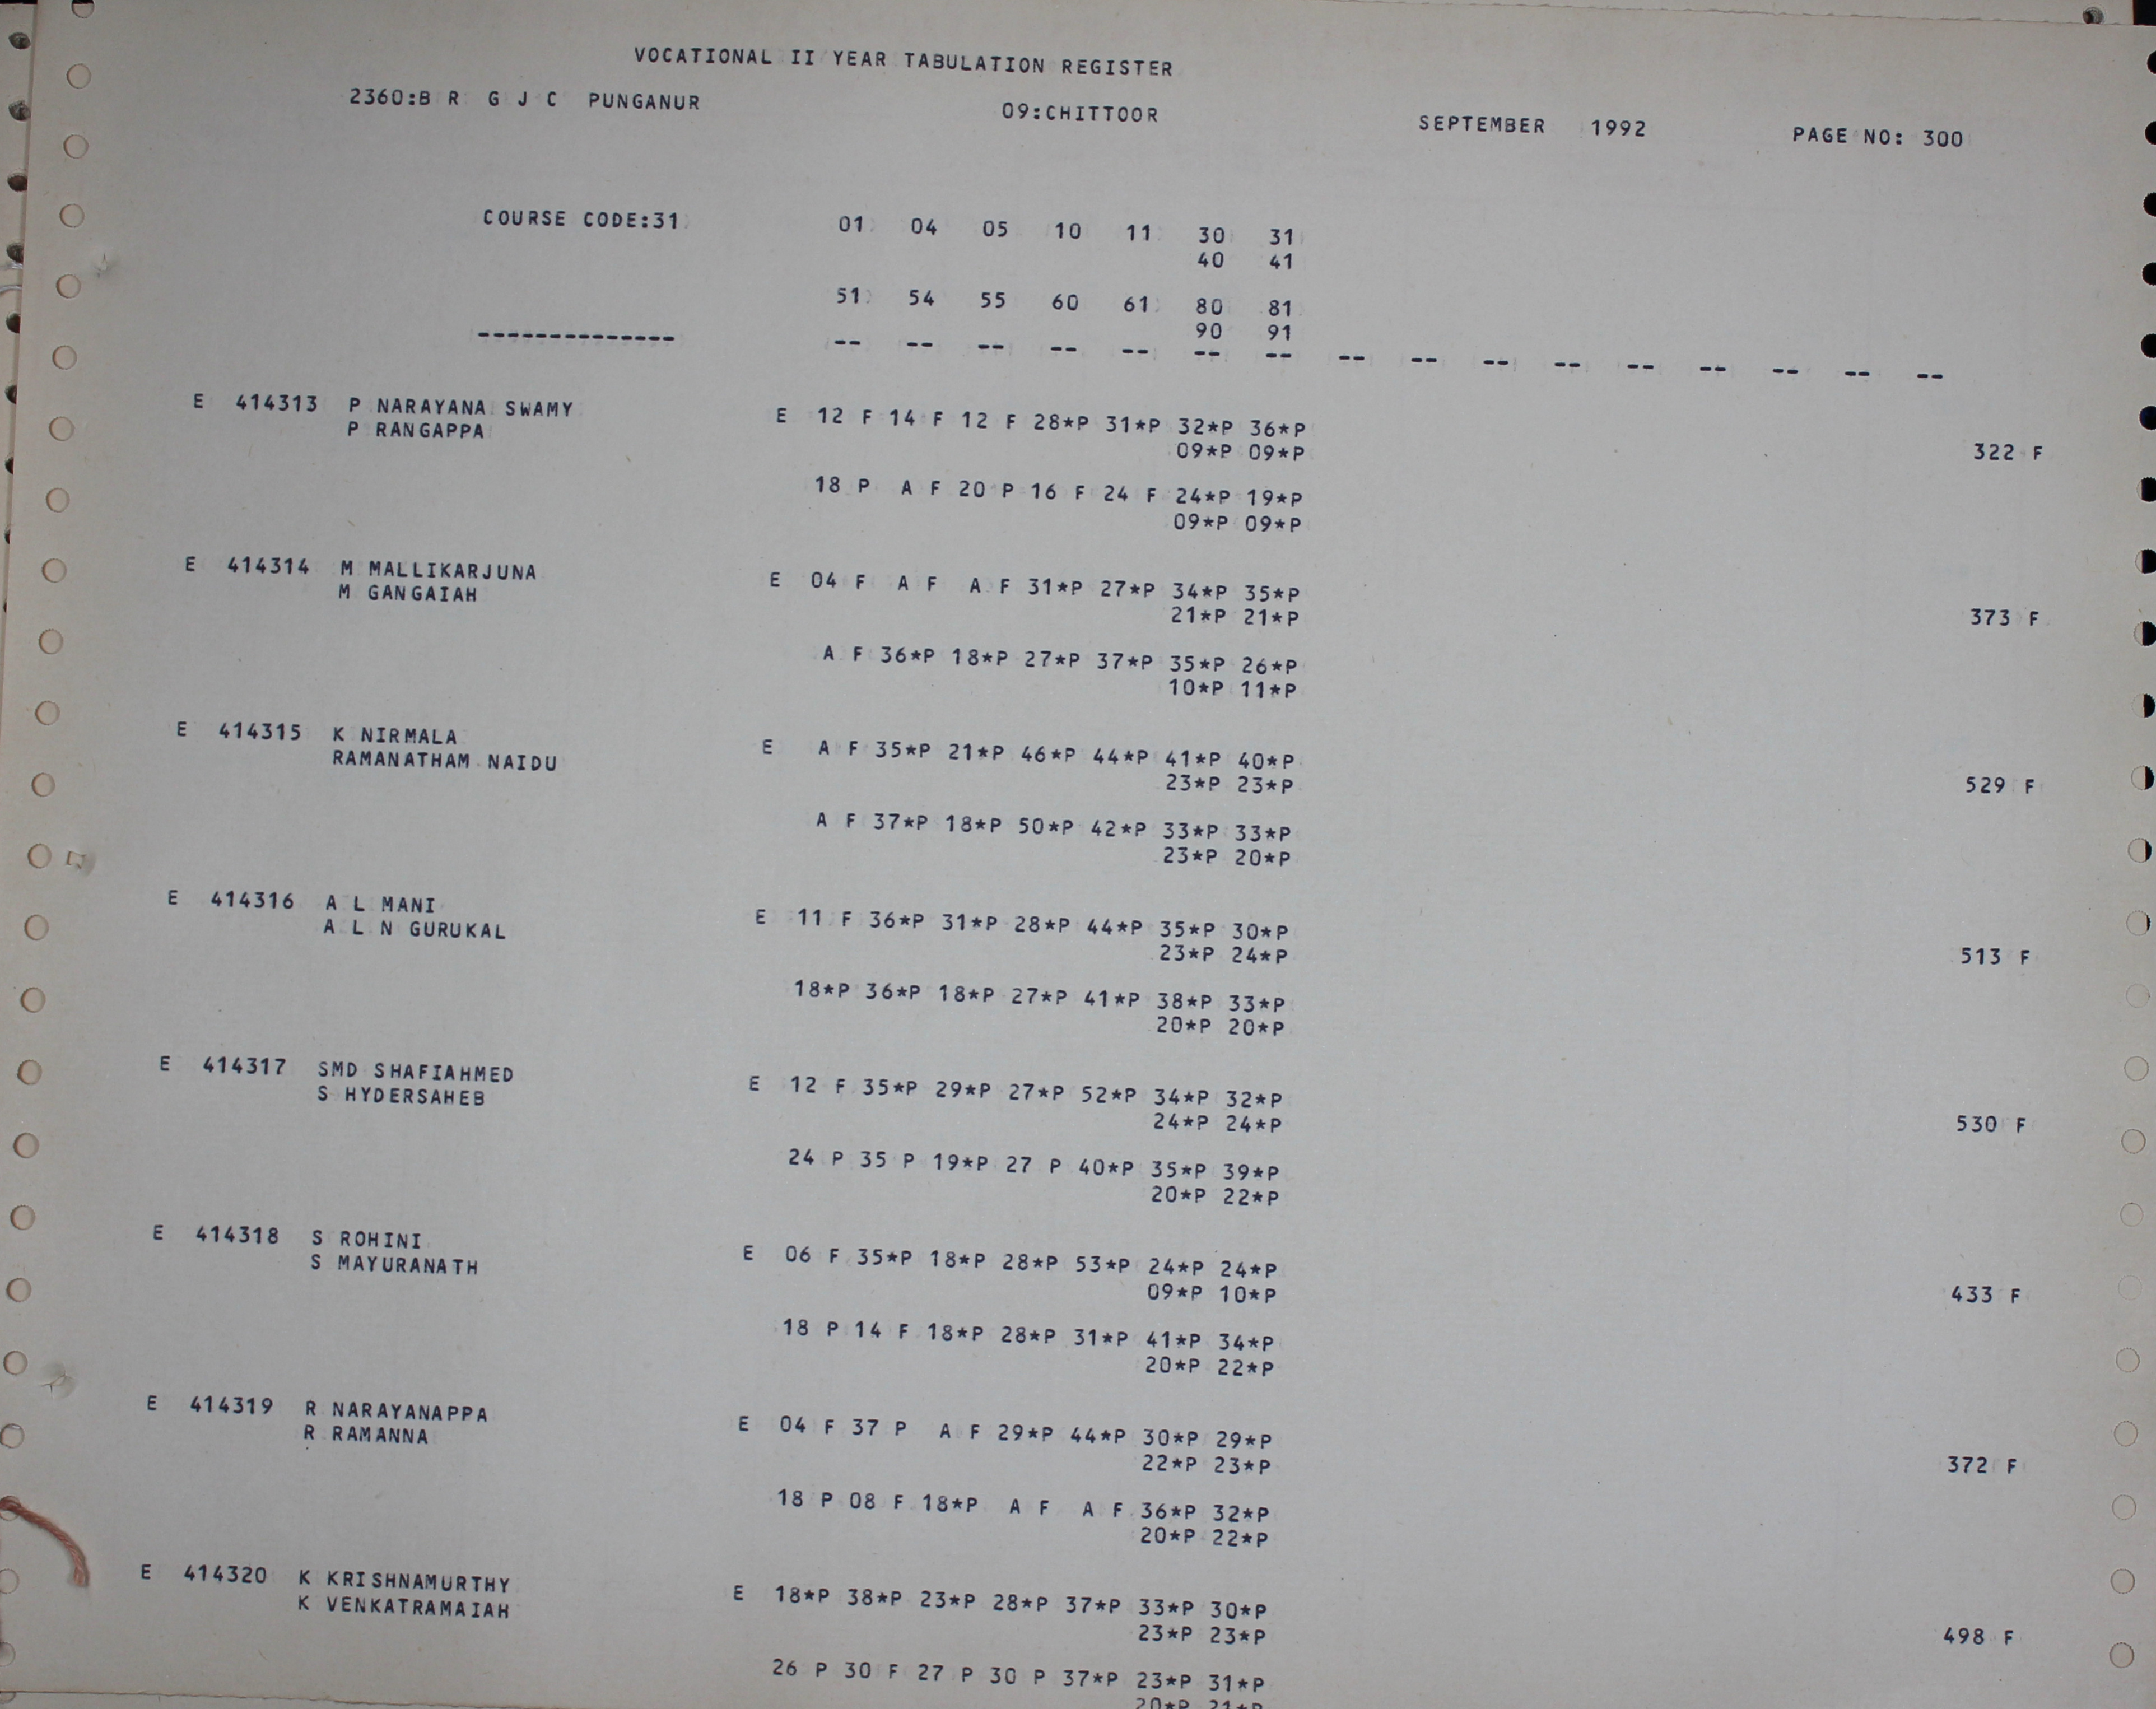 VOCATIONAL II YEAR TABULATION REGISTER
2360:B R G J C PUNGANUR 09:CHITTOOR SEPTEMBER 1992 PAGE NO: 300
COURSE CODE:31 01 04 05 10 11 30 31
40 41
51 54 55 60 61 80 81
90 91
-------------- -- -- -- -- -- -- -- -- -- -- -- -- -- -- -- --
E 414313 P NARAYANA SWAMY E 12 F 14 F 12 F 28*P 31*P 32*P 36*P
P RANGAPPA 09*P 09*P 322 F
18 P A F 20 P 16 F 24 F 24*P 19*P
09*P 09*P
E 414314 M MALLIKARJUNA E 04 F A F A F 31*P 27*P 34*P 35*P
M GANGAIAH 21*P 21*P 373 F
A F 36*P 18*P 27*P 37*P 35*P 26*P
10*P 11*P
E 414315 K NIRMALA E A F 35*P 21*P 46*P 44*P 41*P 40*P
RAMANATHAM NAIDU 23*P 23*P 529 F
A F 37*P 18*P 50*P 42*P 33*P 33*P
23*P 20*P
E 414316 A L MANI E 11 F 36*P 31*P 28*P 44*P 35*P 30*P
A L N GURUKAL 23*P 24*P 513 F
18*P 36*P 18*P 27*P 41*P 38*P 33*P
20*P 20*P
E 414317 SMD SHAFIAHMED E 12 F 35*P 29*P 27*P 52*P 34*P 32*P
S HYDERSAHEB 24*P 24*P 530 F
24 P 35 P 19*P 27 P 40*P 35*P 39*P
20*P 22*P
E 414318 S ROHINI E 06 F 35*P 18*P 28*P 53*P 24*P 24*P
S MAYURANATH 09*P 10*P 433 F
18 P 14 F 18*P 28*P 31*P 41*P 34*P
20*P 22*P
E 414319 R NARAYANAPPA E 04 F 37 P A F 29*P 44*P 30*P 29*P
R RAMANNA 22*P 23*P 372 F
18 P 08 F 18*P A F A F 36*P 32*P
20*P 22*P
E 414320 K KRISHNAMURTHY E 18*P 38*P 23*P 28*P 37*P 33*P 30*P
K VENKATRAMAIAH 23*P 23*P 498 F
26 P 30 F 27 P 30 P 37*P 23*P 31*P
20*P 21*P